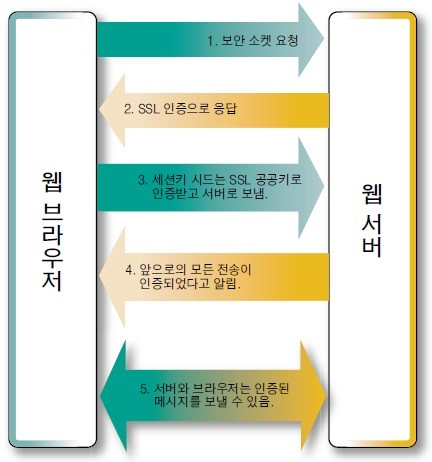 웹 브라우저
1. 보안 소켓 요청
2. SSL 인증으로 응답
3. 세션키 시드는 SSL 공공키로
인증받고 서버로 보냄.
4. 앞으로의 모든 전송이
인증되었다고 알림.
5. 서버와 브라우저는 인증된
메시지를 보낼 수 있음.
웹 서버